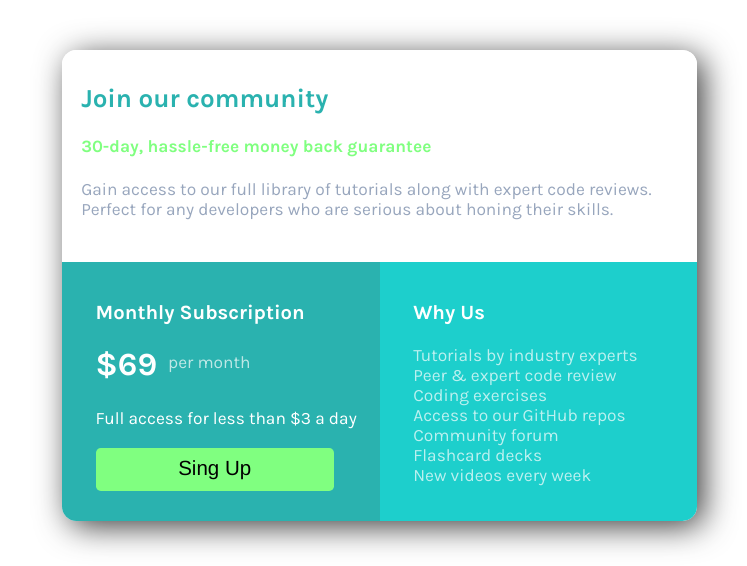 Join our community
30-day, hassle-free money back guarantee
Gain access to our full library of tutorials along with expert code reviews.
Perfect for any developers who are serious about honing their skills.
Monthly Subscription
$69 per month
Full access for less than $3 a day
Sing Up
Why Us
Tutorials by industry experts
Peer & expert code review
Coding exercises
Access to our GitHub repos
Community forum
Flashcard decks
New videos every week